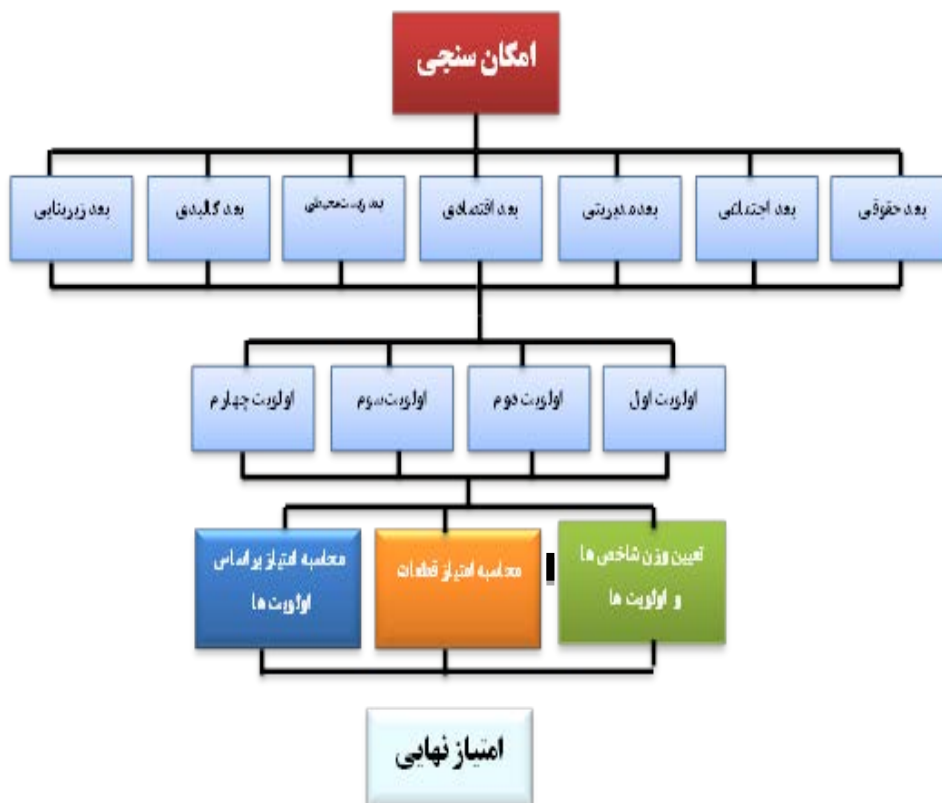 امکان سنجی
بعد حقوقی
بعد اجتماعی
بعد مدیریتی
بعد اقتصادی
بعد زیست محیطی
بعد کالبدی
بعد زیربنایی
اولویت اول
اولویت دوم
اولویت سوم
اولویت چهارم
تعیین وزن شاخص ها
و اولویت ها
محاسبه امتیاز قطعات
محاسبه امتیاز بر اساس
اولویت ها
امتیاز نهایی